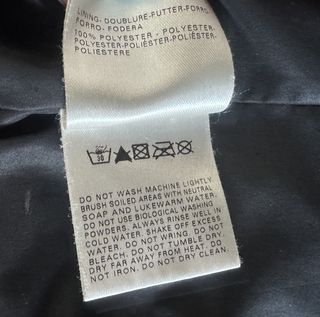 LINING-DOUBLURE-FUTTER-FORRO-
FORRO-FODERA
100% POLYESTER - POLYESTER-
POLYESTER-POLIÉSTER-POLIÉSTER-
POLIESTERE
30
DO NOT WASH MACHINE LIGHTLY
BRUSH SOILED AREAS WITH NEUTRAL
SOAP AND LUKEWARM WATER.
DO NOT USE BIOLOGICAL WASHING
POWDERS. ALWAYS RINSE WELL IN
COLD WATER. SHAKE OFF EXCESS
WATER. DO NOT WRING. DO NOT
BLEACH. DO NOT TUMBLE DRY.
DRY FAR AWAY FROM HEAT. DO
NOT IRON. DO NOT DRY CLEAN.